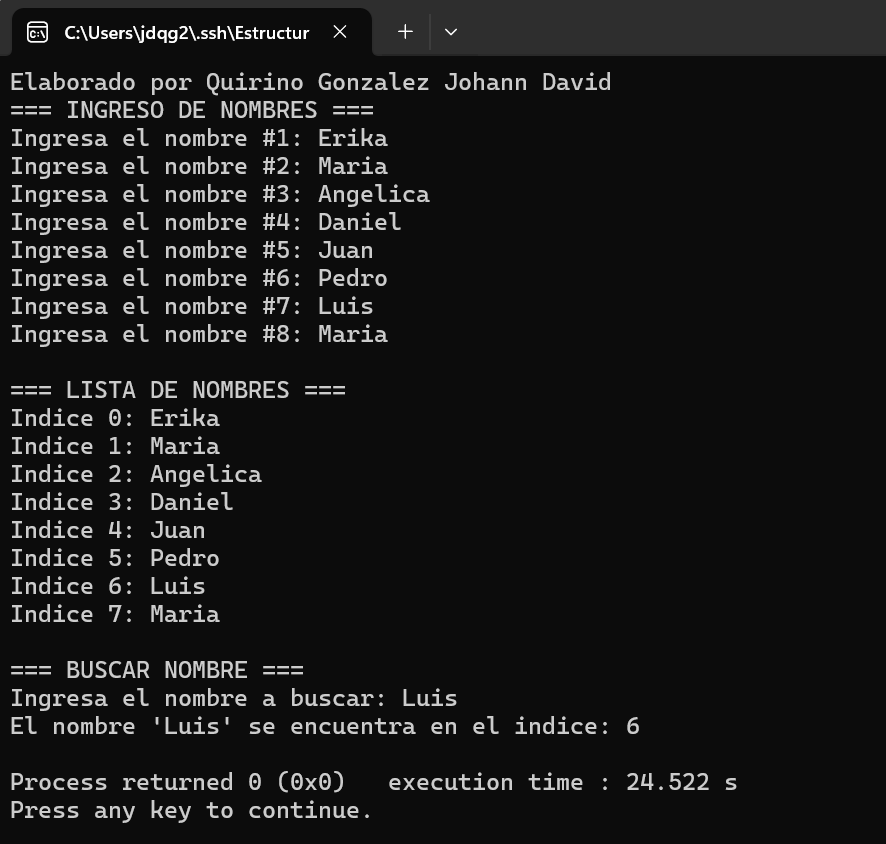 C:\Users\jdqg2\.ssh\Estructur
Elaborado por Quirino Gonzalez Johann David
=== INGRESO DE NOMBRES ===
Ingresa el nombre #1: Erika
Ingresa el nombre #2: Maria
Ingresa el nombre #3: Angelica
Ingresa el nombre #4: Daniel
Ingresa el nombre #5: Juan
Ingresa el nombre #6: Pedro
Ingresa el nombre #7: Luis
Ingresa el nombre #8: Maria

=== LISTA DE NOMBRES ===
Indice 0: Erika
Indice 1: Maria
Indice 2: Angelica
Indice 3: Daniel
Indice 4: Juan
Indice 5: Pedro
Indice 6: Luis
Indice 7: Maria

=== BUSCAR NOMBRE ===
Ingresa el nombre a buscar: Luis
El nombre 'Luis' se encuentra en el indice: 6

Process returned 0 (0x0)   execution time : 24.522 s
Press any key to continue.